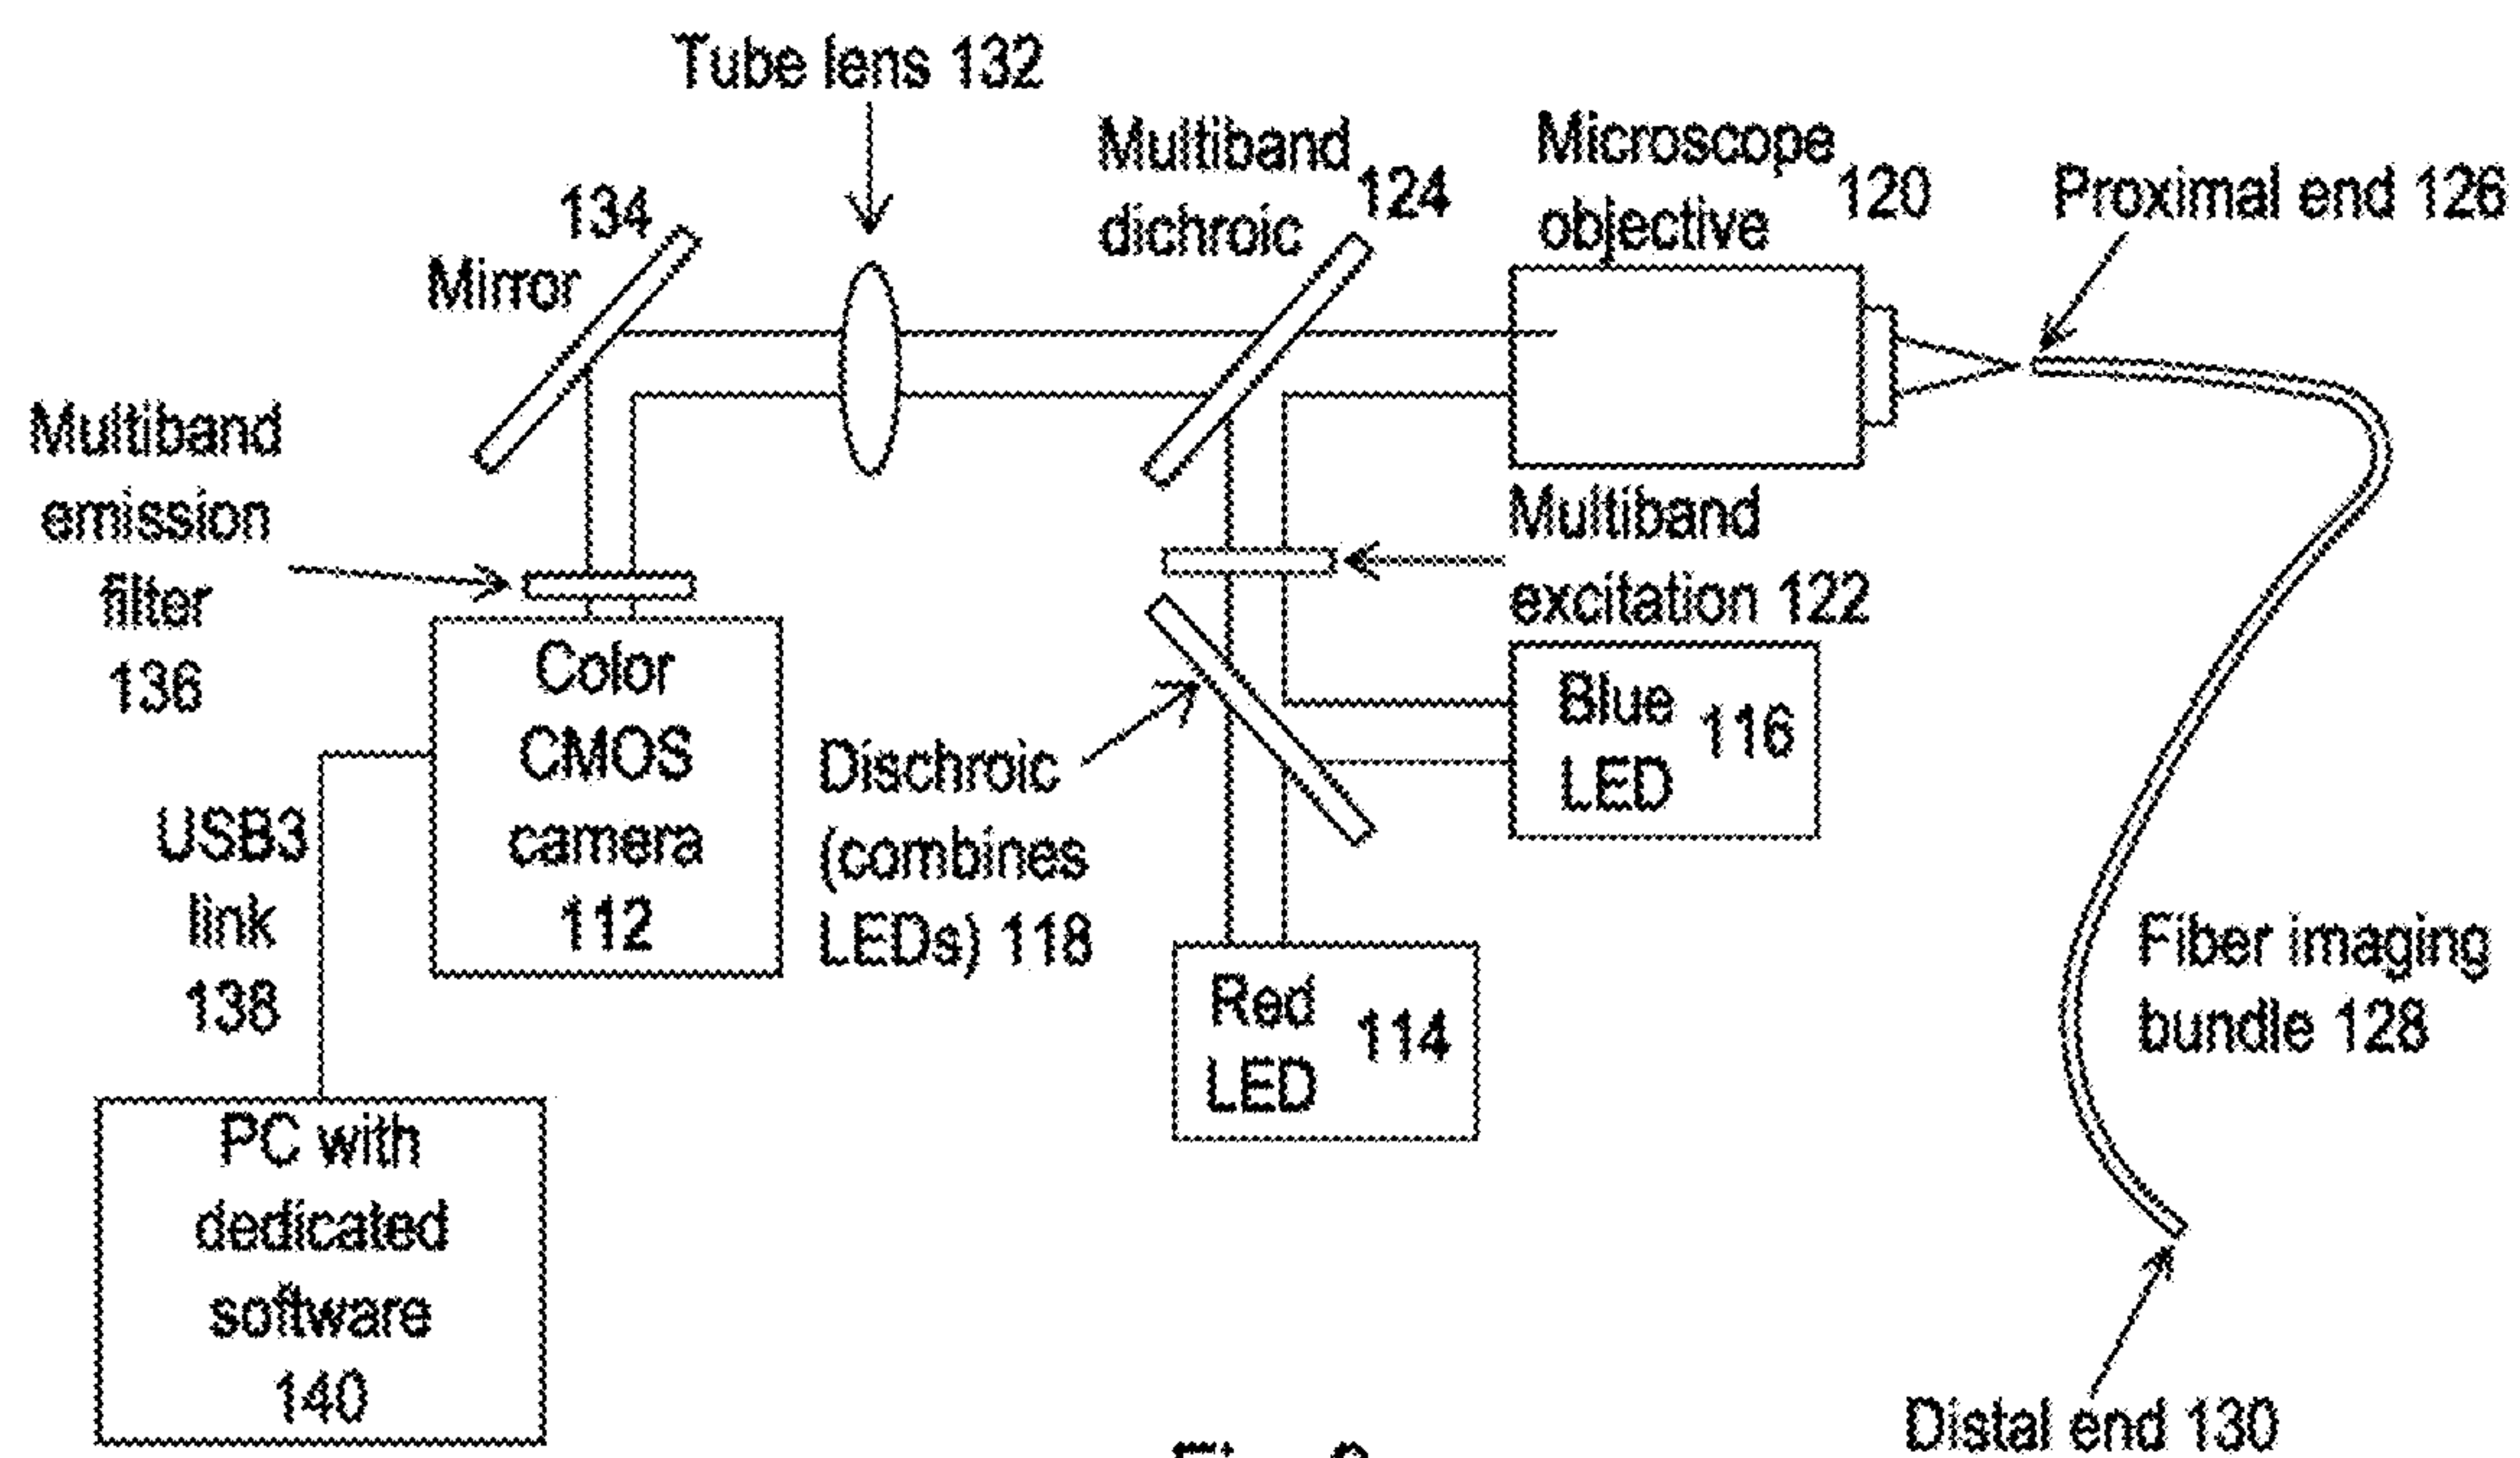 Tube lens 132
Multiband
dichroic 124
Microscope
objective 120
Proximal end 126
134
Mirror
Multiband
emission
filter
136
Multiband
excitation 122
Color
CMOS
camera
112
Blue
LED 116
Dischroic
(combines
LEDs) 118
USB3
link
138
Red
LED 114
Fiber imaging
bundle 128
PC with
dedicated
software
140
Distal end 130